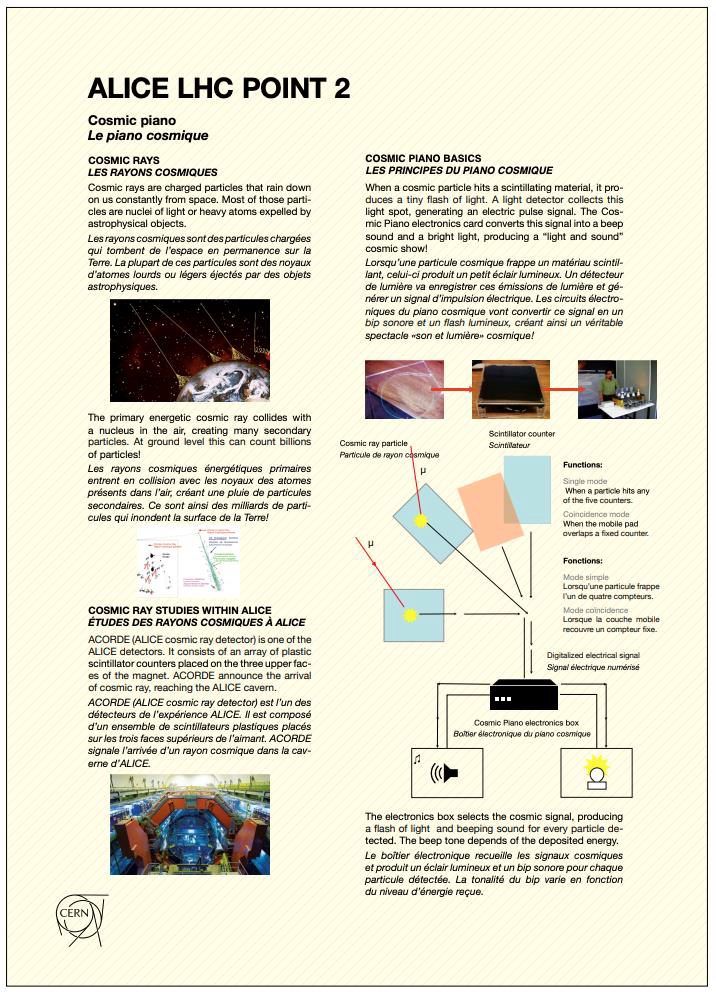 ALICE LHC POINT 2
Cosmic piano
Le piano cosmique
COSMIC RAYS
LES RAYONS COSMIQUES
Cosmic rays are charged particles that rain down
on us constantly from space. Most of those parti-
cles are nuclei of light or heavy atoms expelled by
astrophysical objects.
Les rayons cosmiques sont des particules chargées
qui tombent de l'espace en permanence sur la
Terre. La plupart de ces particules sont des noyaux
d'atomes lourds ou légers éjectés par des objets
astrophysiques.
The primary energetic cosmic ray collides with
a nucleus in the air, creating many secondary
particles. At ground level this can count billions
of particles!
Les rayons cosmiques énergétiques primaires
entrent en collision avec les noyaux des atomes
présents dans l'air, créant une pluie de particules
secondaires. Ce sont ainsi des milliards de parti-
cules qui inondent la surface de la Terre!
COSMIC RAY STUDIES WITHIN ALICE
ÉTUDES DES RAYONS COSMIQUES À ALICE
ACORDE (ALICE cosmic ray detector) is one of the
ALICE detectors. It consists of an array of plastic
scintillator counters placed on the three upper fac-
es of the magnet. ACORDE announce the arrival
of cosmic ray, reaching the ALICE cavern.
ACORDE (ALICE cosmic ray detector) est l'un des
détecteurs de l'expérience ALICE. Il est composé
d'un ensemble de scintillateurs plastiques placés
sur les trois faces supérieurs de l'aimant. ACORDE
signale l'arrivée d'un rayon cosmique dans la cav-
erne d'ALICE.
CERN
COSMIC PIANO BASICS
LES PRINCIPES DU PIANO COSMIQUE
When a cosmic particle hits a scintillating material, it pro-
duces a tiny flash of light. A light detector collects this
light spot, generating an electric pulse signal. The Cos-
mic Piano electronics card converts this signal into a beep
sound and a bright light, producing a "light and sound"
cosmic show!
Lorsqu'une particule cosmique frappe un matériau scintil-
lant, celui-ci produit un petit éclair lumineux. Un détecteur
de lumière va enregistrer ces émissions de lumière et gé-
nérer un signal d'impulsion électrique. Les circuits électro-
niques du piano cosmique vont convertir ce signal en un
bip sonore et un flash lumineux, créant ainsi un véritable
spectacle «son et lumière» cosmique!
Cosmic ray particle
Particule de rayon cosmique
Scintillator counter
Scintillateur
μ
μ
Functions:
Single mode
When a particle hits any
of the five counters.
Coincidence mode
When the mobile pad
overlaps a fixed counter.
Fonctions:
Mode simple
Lorsqu'une particule frappe
l'un de quatre compteurs.
Mode coïncidence
Lorsque la couche mobile
recouvre un compteur fixe.
Digitalized electrical signal
Signal électrique numérisé
Cosmic Piano electronics box
Boîtier électronique du piano cosmique
The electronics box selects the cosmic signal, producing
a flash of light and beeping sound for every particle de-
tected. The beep tone depends of the deposited energy.
Le boîtier électronique recueille les signaux cosmiques
et produit un éclair lumineux et un bip sonore pour chaque
particule détectée. La tonalité du bip varie en fonction
du niveau d'énergie reçue.